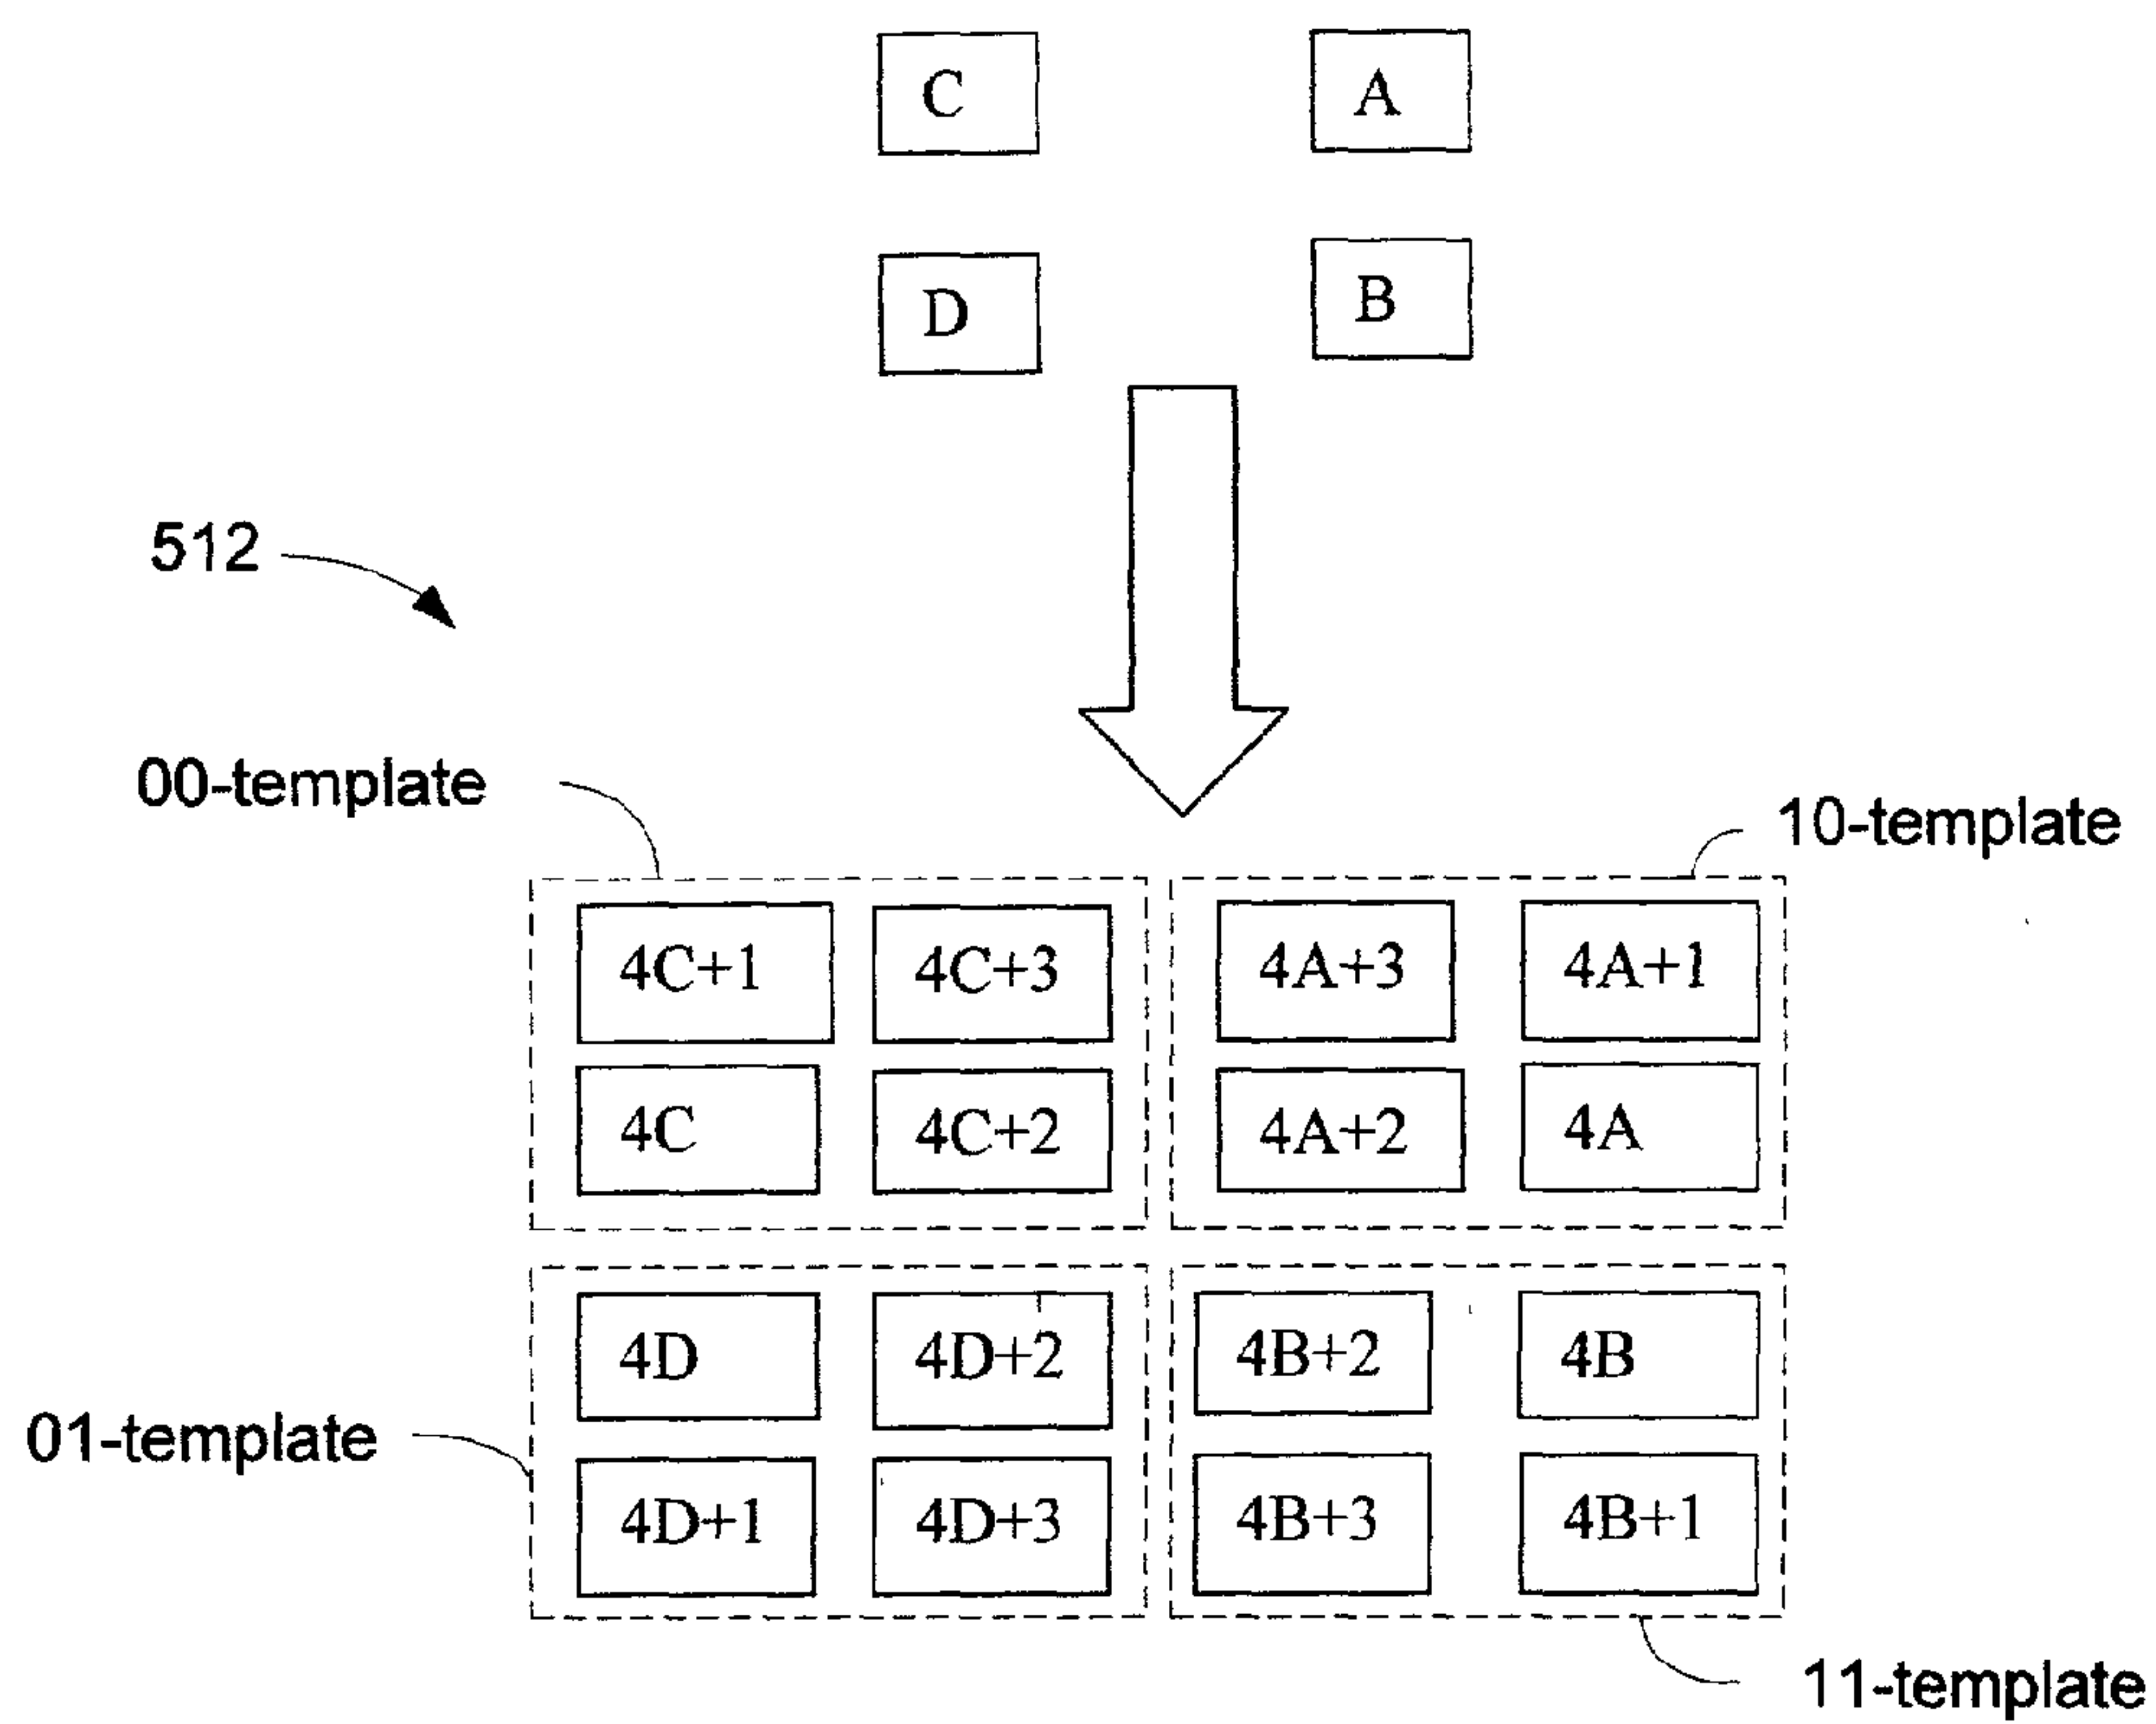 C A
D B
512
00-template
10-template
4C+1 4C+3 4A+3 4A+1
4C 4C+2 4A+2 4A
4D 4D+2 4B+2 4B
01-template
4D+1 4D+3 4B+3 4B+1
11-template